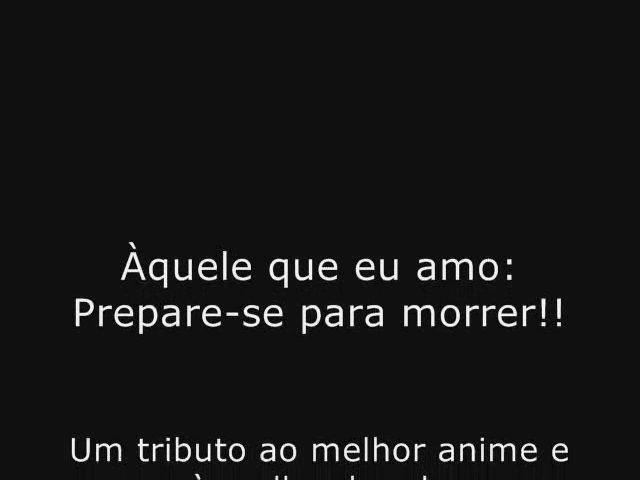 Àquele que eu amo:
Prepare-se para morrer!!
Um tributo ao melhor anime e